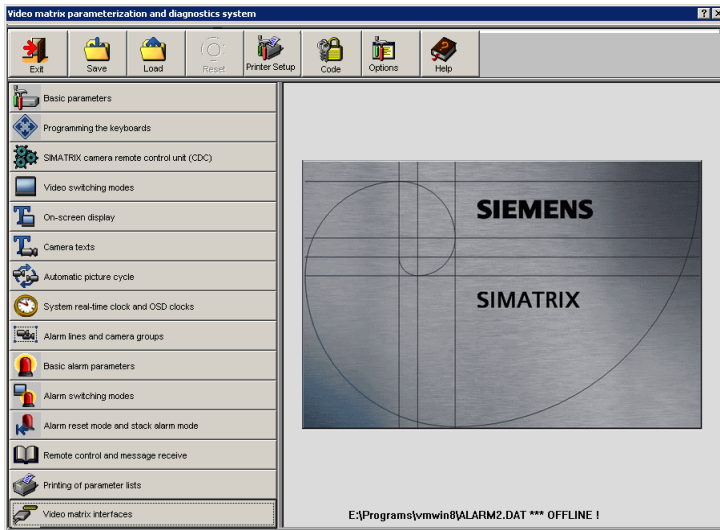 Video matrix parameterization and diagnostics system
Exit
Save
Load
Reset
Printer Setup
Code
Options
Help
Basic parameters
Programming the keyboards
SIMATRIX camera remote control unit (CDC)
Video switching modes
On-screen display
Camera texts
Automatic picture cycle
System real-time clock and OSD clocks
Alarm lines and camera groups
Basic alarm parameters
Alarm switching modes
Alarm reset mode and stack alarm mode
Remote control and message receive
Printing of parameter lists
Video matrix interfaces
SIEMENS
SIMATRIX
E:\Programs\vmwin8\ALARM2.DAT *** OFFLINE !